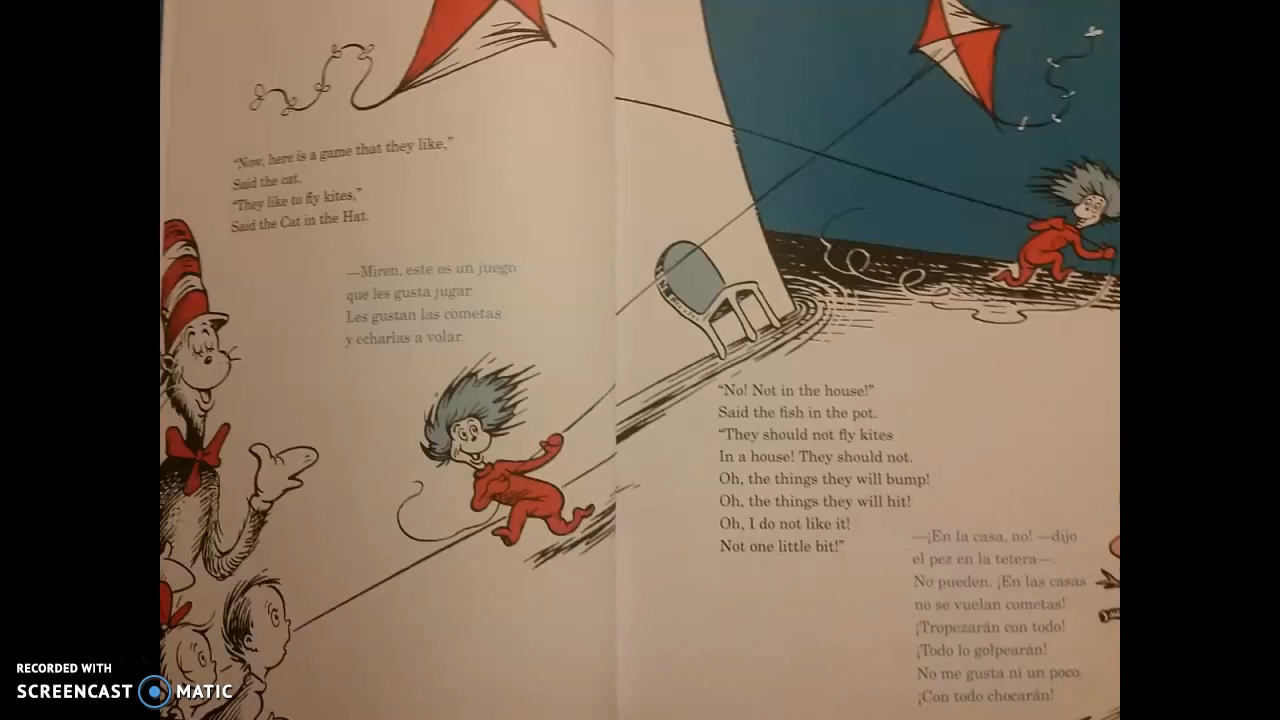 “Now, here is a game that they like,”
Said the cat.
“They like to fly kites,”
Said the Cat in the Hat.
—Miren, este es un juego
que les gusta jugar.
Les gustan las cometas
y echarlas a volar.
“No! Not in the house!”
Said the fish in the pot.
“They should not fly kites
In a house! They should not.
Oh, the things they will bump!
Oh, the things they will hit!
Oh, I do not like it!
Not one little bit!”
—¡En la casa, no! —dijo
el pez en la tetera—.
No pueden. ¡En las casas
no se vuelan cometas!
¡Tropezarán con todo!
¡Todo lo golpearán!
No me gusta ni un poco.
¡Con todo chocarán!
RECORDED WITH
SCREENCAST MATIC